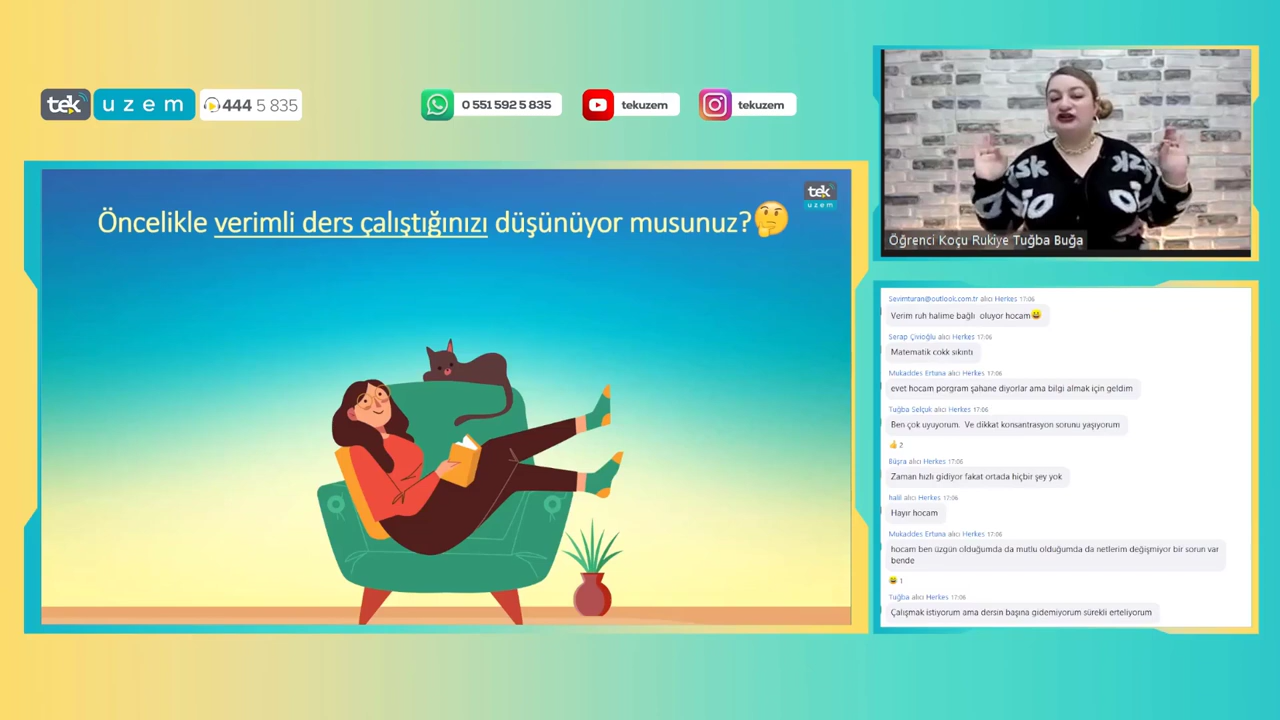 tek uzem 444 5 835
0 551 592 5 835
tekuzem
tekuzem
tek
uzem
Öncelikle verimli ders çalıştığınızı düşünüyor musunuz?🤔
Öğrenci Koçu Rukiye Tuğba Buğa
Sevimturan@outlook.com.tr alıcı Herkes 17:06
Verim ruh halime bağlı oluyor hocam😀
Serap Çivioğlu alıcı Herkes 17:06
Matematik cokk sıkıntı
Mukaddes Ertuna alıcı Herkes 17:06
evet hocam porgram şahane diyorlar ama bilgi almak için geldim
Tuğba Selçuk alıcı Herkes 17:06
Ben çok uyuyorum. Ve dikkat konsantrasyon sorunu yaşıyorum
👍 2
Büşra alıcı Herkes 17:06
Zaman hızlı gidiyor fakat ortada hiçbir şey yok
halil alıcı Herkes 17:06
Hayır hocam
Mukaddes Ertuna alıcı Herkes 17:06
hocam ben üzgün olduğumda da mutlu olduğumda da netlerim değişmiyor bir sorun var
bende
😄 1
Tuğba alıcı Herkes 17:06
Çalışmak istiyorum ama dersin başına gidemiyorum sürekli erteliyorum